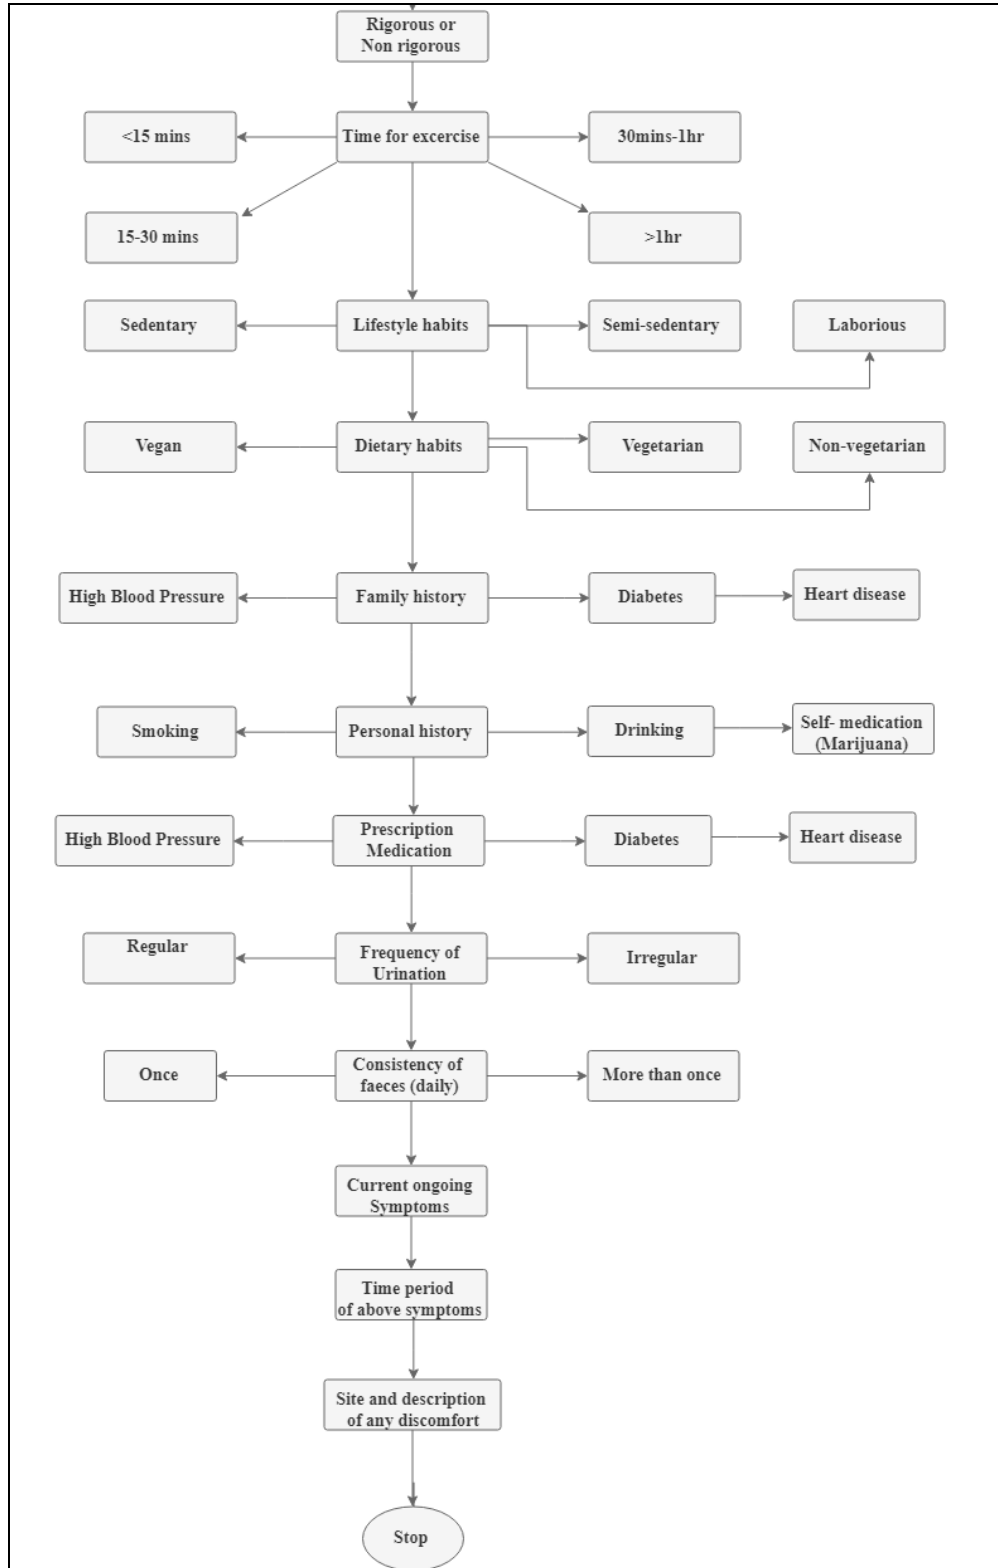 Rigorous or
Non rigorous
<15 mins
Time for excercise
30mins-1hr
15-30 mins
>1hr
Sedentary
Lifestyle habits
Semi-sedentary
Laborious
Vegan
Dietary habits
Vegetarian
Non-vegetarian
High Blood Pressure
Family history
Diabetes
Heart disease
Smoking
Personal history
Drinking
Self- medication
(Marijuana)
High Blood Pressure
Prescription
Medication
Diabetes
Heart disease
Regular
Frequency of
Urination
Irregular
Once
Consistency of
faeces (daily)
More than once
Current ongoing
Symptoms
Time period
of above symptoms
Site and description
of any discomfort
Stop